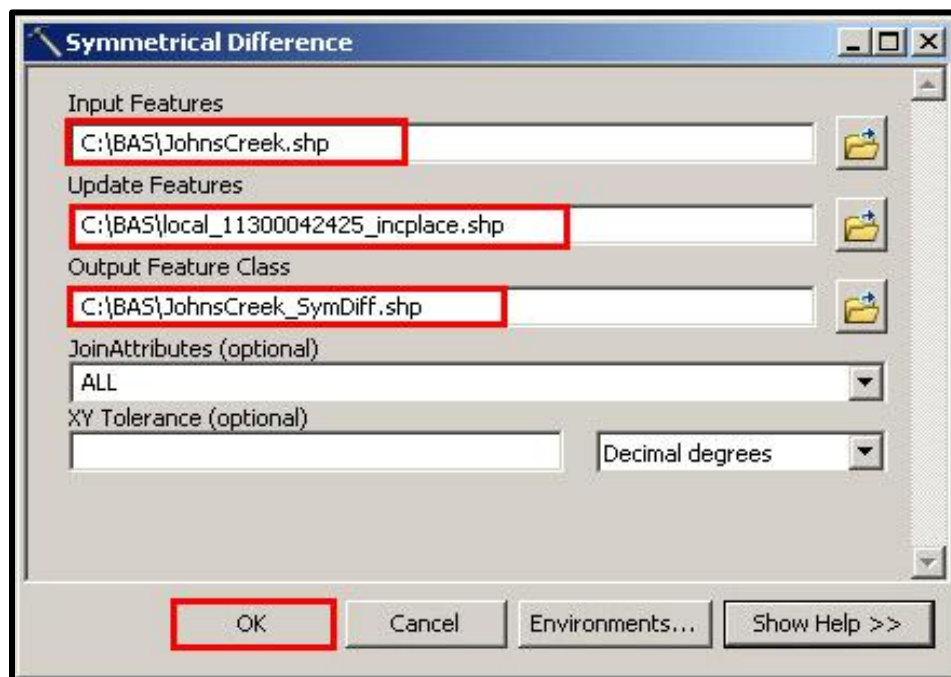 Symmetrical Difference
Input Features
C:\BAS\JohnsCreek.shp
Update Features
C:\BAS\local_11300042425_incplace.shp
Output Feature Class
C:\BAS\JohnsCreek_SymDiff.shp
JoinAttributes (optional)
ALL
XY Tolerance (optional)
Decimal degrees
OK Cancel Environments... Show Help >>